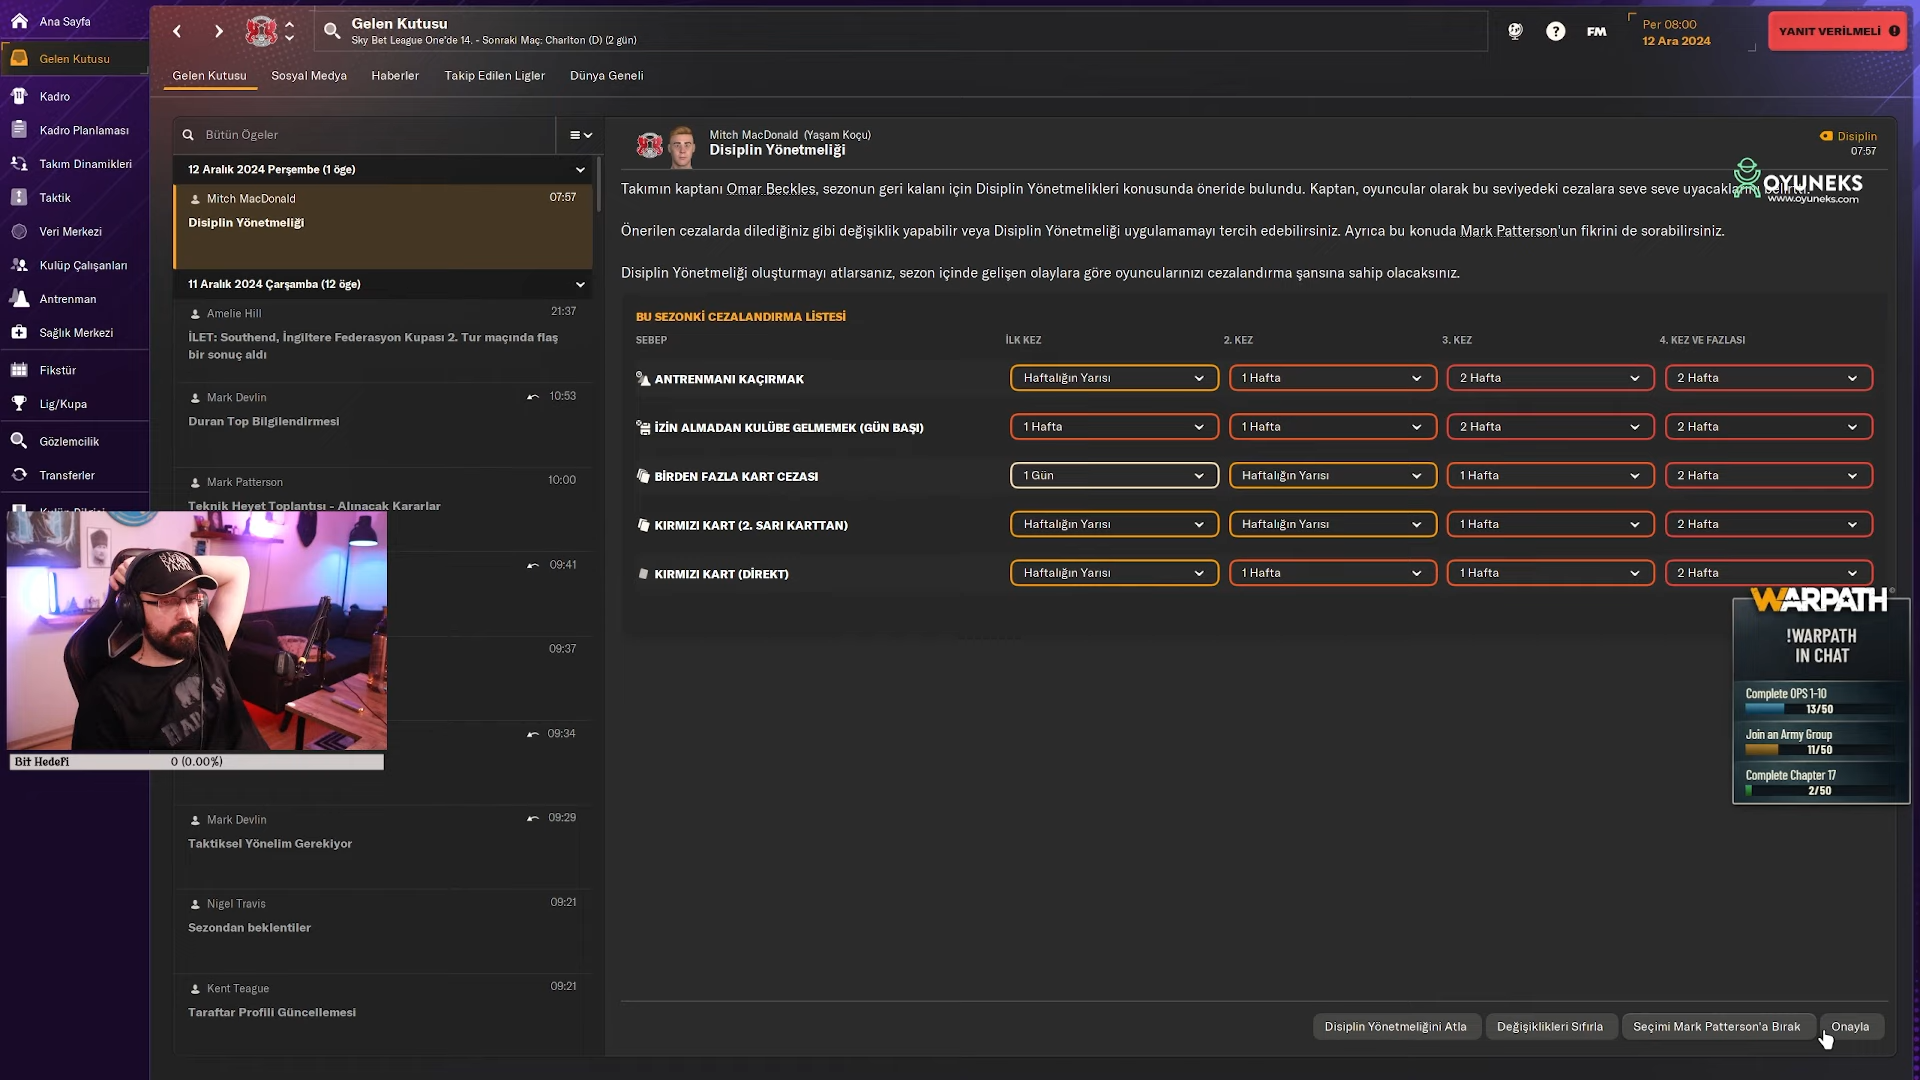 Ana Sayfa
Gelen Kutusu
Kadro
Kadro Planlaması
Takım Dinamikleri
Taktik
Veri Merkezi
Kulüp Çalışanları
Antrenman
Sağlık Merkezi
Fikstür
Lig/Kupa
Gözlemcilik
Transferler
Gelen Kutusu
Sky Bet League One'de 14. - Sonraki Maç: Charlton (D) (2 gün)
FM
Per 08:00
12 Ara 2024
YANIT VERİLMELİ
Gelen Kutusu Sosyal Medya Haberler Takip Edilen Ligler Dünya Geneli
Bütün Ögeler
12 Aralık 2024 Perşembe (1 öge)
Mitch MacDonald 07:57
Disiplin Yönetmeliği
11 Aralık 2024 Çarşamba (12 öge)
Amelie Hill 21:37
İLET: Southend, İngiltere Federasyon Kupası 2. Tur maçında flaş
bir sonuç aldı
Mark Devlin 10:53
Duran Top Bilgilendirmesi
Mark Patterson 10:00
Teknik Heyet Toplantısı - Alınacak Kararlar
09:41
09:37
09:34
Bit Hedefi 0 (0.00%)
Mark Devlin 09:29
Taktiksel Yönelim Gerekiyor
Nigel Travis 09:21
Sezondan beklentiler
Kent Teague 09:21
Taraftar Profili Güncellemesi
Mitch MacDonald (Yaşam Koçu)
Disiplin Yönetmeliği
Disiplin
07:57
Takımın kaptanı Omar Beckles, sezonun geri kalanı için Disiplin Yönetmelikleri konusunda öneride bulundu. Kaptan, oyuncular olarak bu seviyedeki cezalara seve seve
OYUNEKS
www.oyuneks.com
Önerilen cezalarda dilediğiniz gibi değişiklik yapabilir veya Disiplin Yönetmeliği uygulamamayı tercih edebilirsiniz. Ayrıca bu konuda Mark Patterson'un fikrini de sorabilirsiniz.
Disiplin Yönetmeliği oluşturmayı atlarsanız, sezon içinde gelişen olaylara göre oyuncularınızı cezalandırma şansına sahip olacaksınız.
BU SEZONKİ CEZALANDIRMA LİSTESİ
SEBEP İLK KEZ 2. KEZ 3. KEZ 4. KEZ VE FAZLASI
ANTRENMANI KAÇIRMAK Haftalığın Yarısı 1 Hafta 2 Hafta 2 Hafta
İZİN ALMADAN KULÜBE GELMEMEK (GÜN BAŞI) 1 Hafta 1 Hafta 2 Hafta 2 Hafta
BİRDEN FAZLA KART CEZASI 1 Gün Haftalığın Yarısı 1 Hafta 2 Hafta
KIRMIZI KART (2. SARI KARTTAN) Haftalığın Yarısı Haftalığın Yarısı 1 Hafta 2 Hafta
KIRMIZI KART (DİREKT) Haftalığın Yarısı 1 Hafta 1 Hafta 2 Hafta
WARPATH
!WARPATH
IN CHAT
Complete OPS 1-10
13/50
Join an Army Group
11/50
Complete Chapter 17
2/50
Disiplin Yönetmeliğini Atla Değişiklikleri Sıfırla Seçimi Mark Patterson'a Bırak Onayla